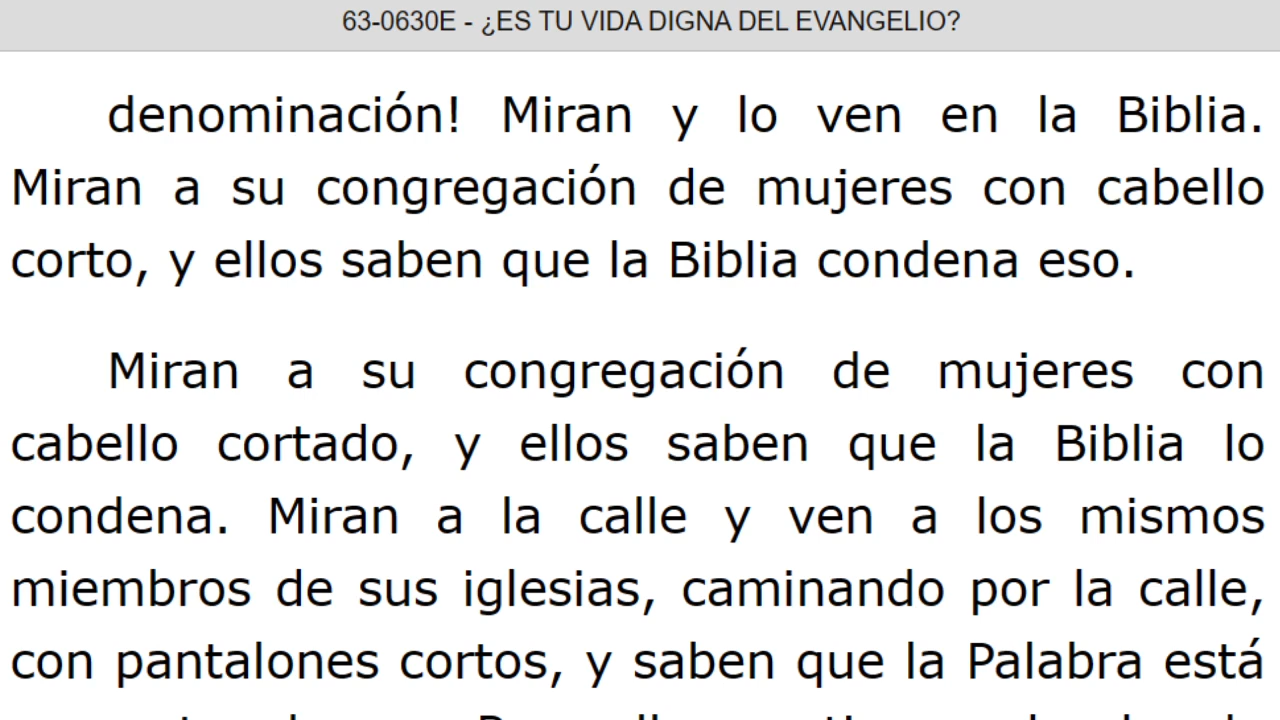 63-0630E - ¿ES TU VIDA DIGNA DEL EVANGELIO?
denominación! Miran y lo ven en la Biblia.
Miran a su congregación de mujeres con cabello
corto, y ellos saben que la Biblia condena eso.
Miran a su congregación de mujeres con
cabello cortado, y ellos saben que la Biblia lo
condena. Miran a la calle y ven a los mismos
miembros de sus iglesias, caminando por la calle,
con pantalones cortos, y saben que la Palabra está